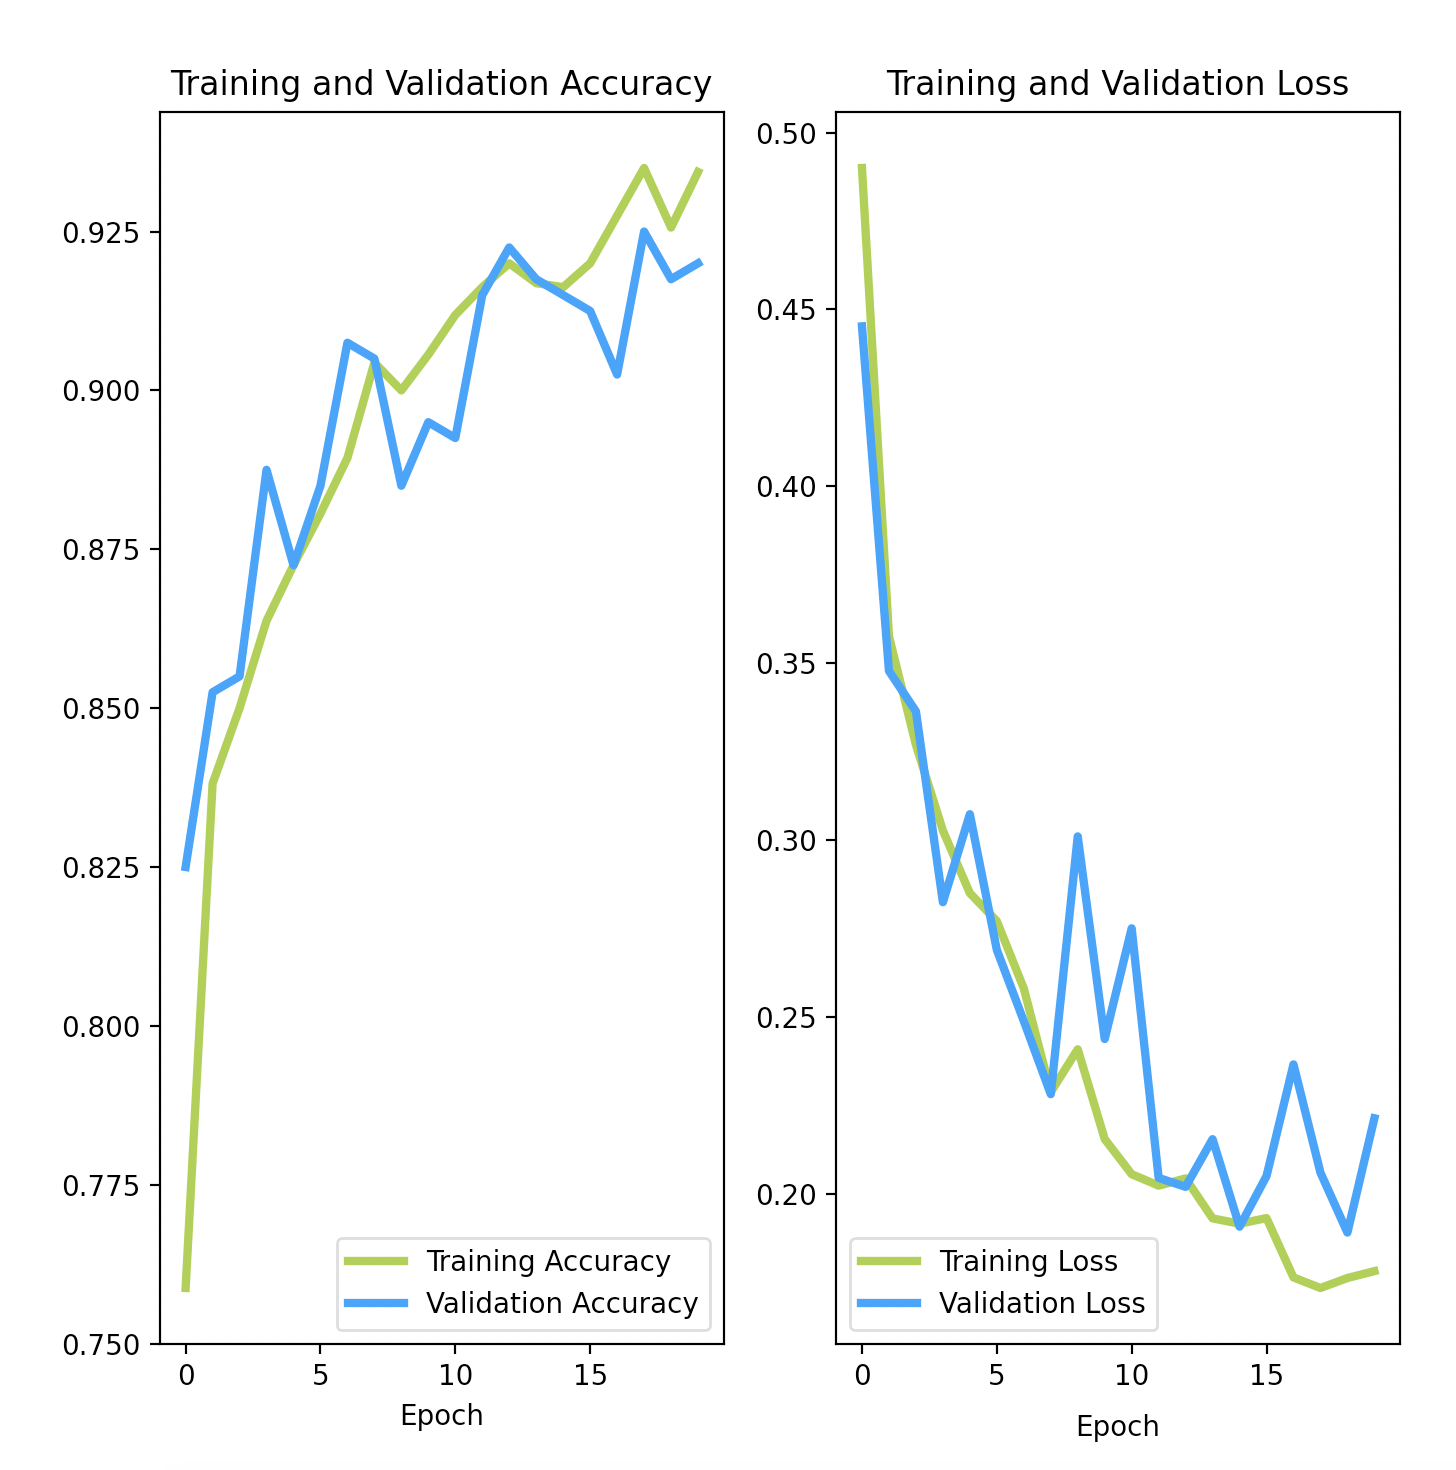 Training and Validation Accuracy
0.925
0.900
0.875
0.850
0.825
0.800
0.775
0.750
0 5 10 15
Epoch
Training Accuracy
Validation Accuracy
Training and Validation Loss
0.50
0.45
0.40
0.35
0.30
0.25
0.20
0 5 10 15
Epoch
Training Loss
Validation Loss